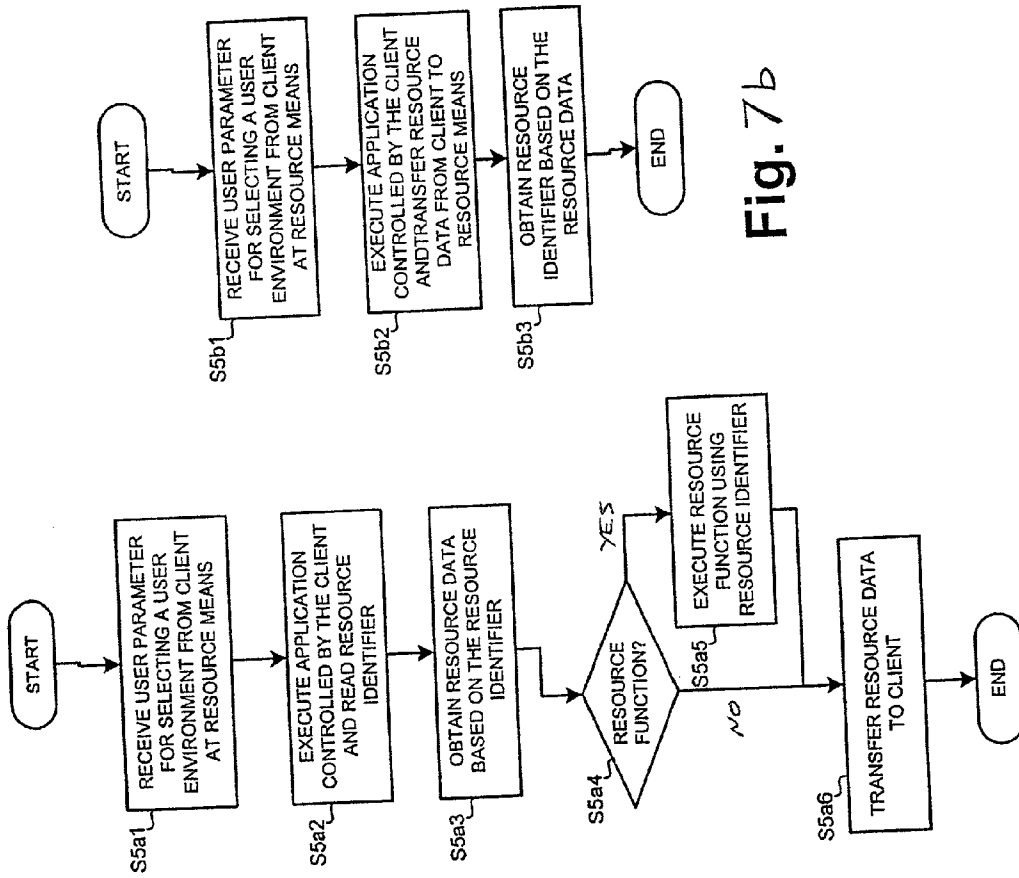 START
S5a1
RECEIVE USER PARAMETER
FOR SELECTING A USER
ENVIRONMENT FROM CLIENT
AT RESOURCE MEANS
S5a2
EXECUTE APPLICATION
CONTROLLED BY THE CLIENT
AND READ RESOURCE
IDENTIFIER
S5a3
OBTAIN RESOURCE DATA
BASED ON THE RESOURCE
IDENTIFIER
S5a4
RESOURCE
FUNCTION?
YES
NO
S5a5
EXECUTE RESOURCE
FUNCTION USING
RESOURCE IDENTIFIER
S5a6
TRANSFER RESOURCE DATA
TO CLIENT
END
START
S5b1
RECEIVE USER PARAMETER
FOR SELECTING A USER
ENVIRONMENT FROM CLIENT
AT RESOURCE MEANS
S5b2
EXECUTE APPLICATION
CONTROLLED BY THE CLIENT
ANDTRANSFER RESOURCE
DATA FROM CLIENT TO
RESOURCE MEANS
S5b3
OBTAIN RESOURCE
IDENTIFIER BASED ON THE
RESOURCE DATA
END
Fig. 7b